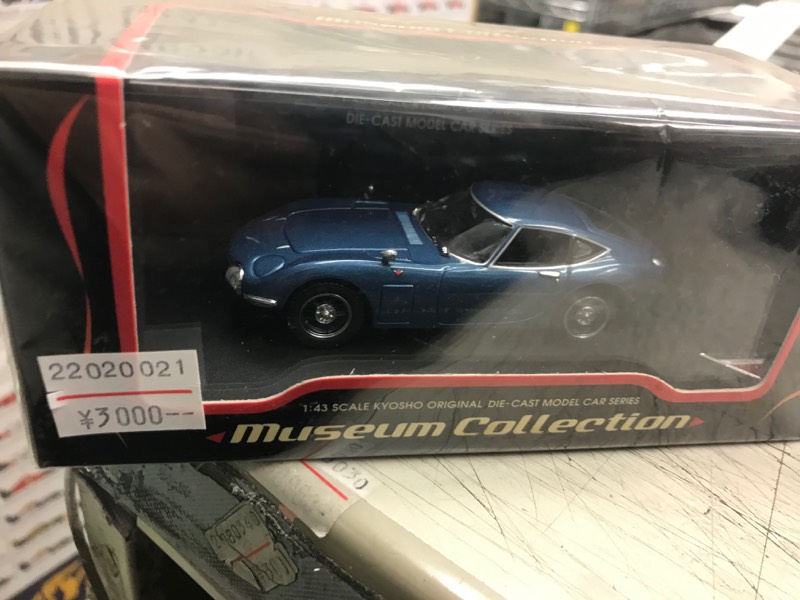 DIE-CAST MODEL CAR SERIES
22020021
¥3000--
1:43 SCALE KYOSHO ORIGINAL DIE-CAST MODEL CAR SERIES
Museum Collection